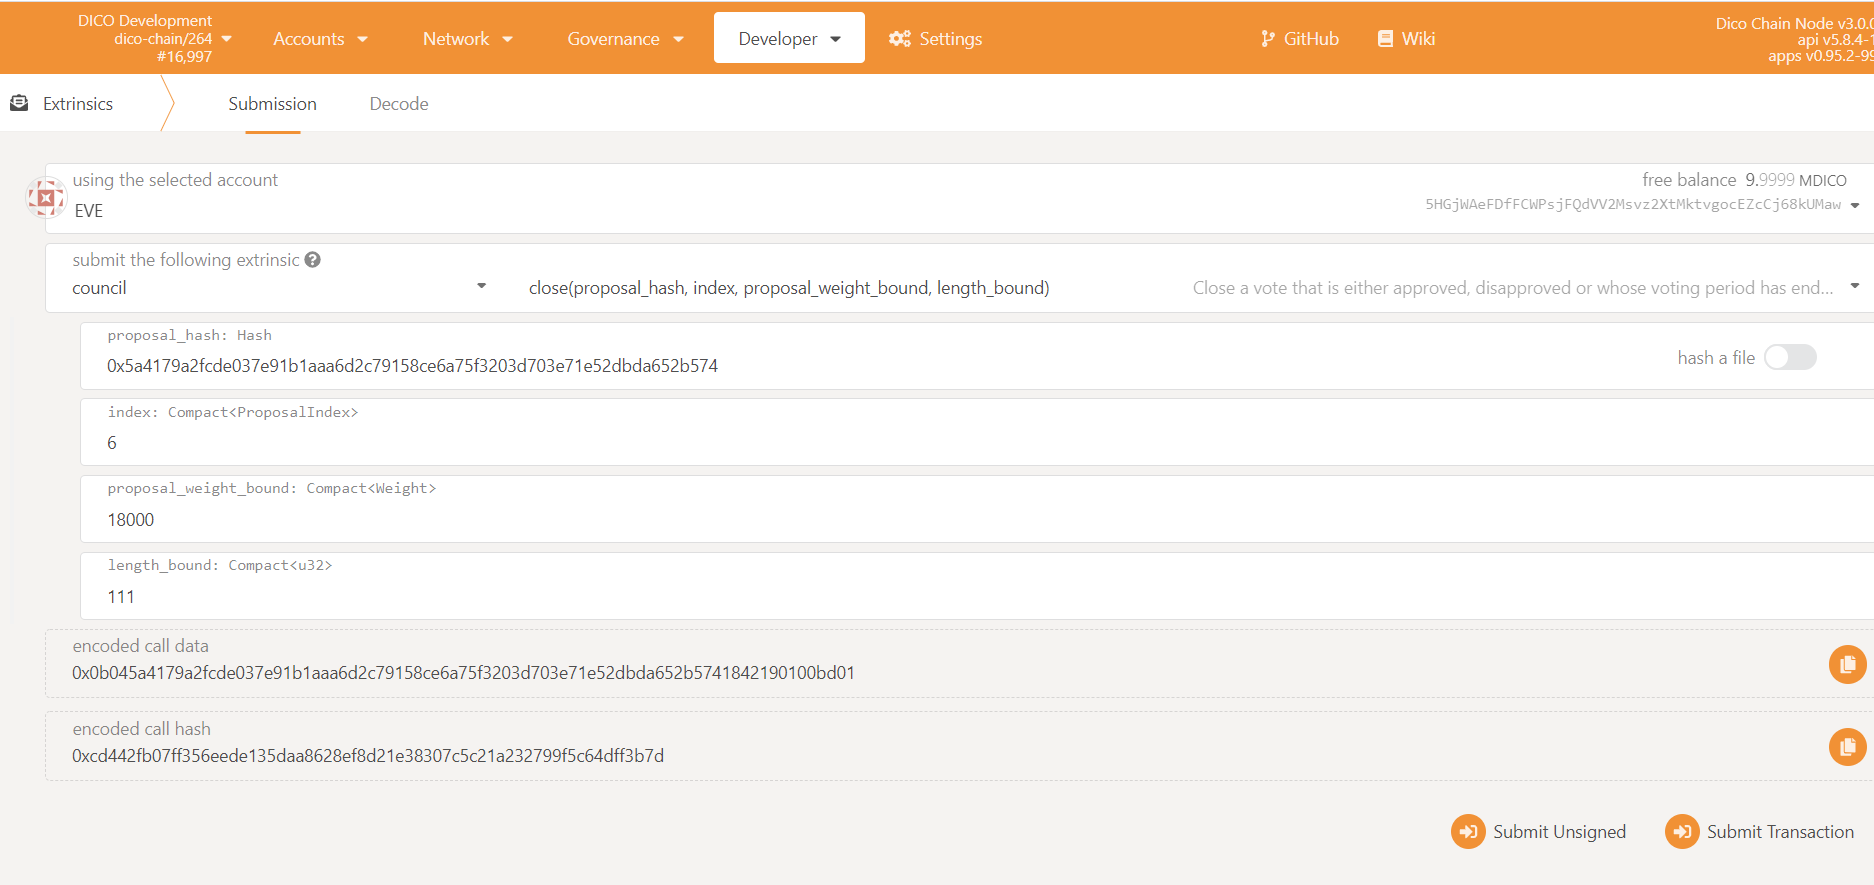 DICO Development
dico-chain/264
#16,997
Accounts
Network
Governance
Developer
Settings
GitHub
Wiki
Dico Chain Node v3.0.0
api v5.8.4-1
apps v0.95.2-99
Extrinsics
Submission
Decode
using the selected account
EVE
free balance 9.9999 MDICO
5HGjWAeFDfFCWPsjFQdVV2Msvz2XtMktvgocEZcCj68kUMaw
submit the following extrinsic
council
close(proposal_hash, index, proposal_weight_bound, length_bound)
Close a vote that is either approved, disapproved or whose voting period has end...
proposal_hash: Hash
0x5a4179a2fcde037e91b1aaa6d2c79158ce6a75f3203d703e71e52dbda652b574
hash a file
index: Compact<ProposalIndex>
6
proposal_weight_bound: Compact<Weight>
18000
length_bound: Compact<u32>
111
encoded call data
0x0b045a4179a2fcde037e91b1aaa6d2c79158ce6a75f3203d703e71e52dbda652b5741842190100bd01
encoded call hash
0xcd442fb07ff356eede135daa8628ef8d21e38307c5c21a232799f5c64dff3b7d
Submit Unsigned
Submit Transaction